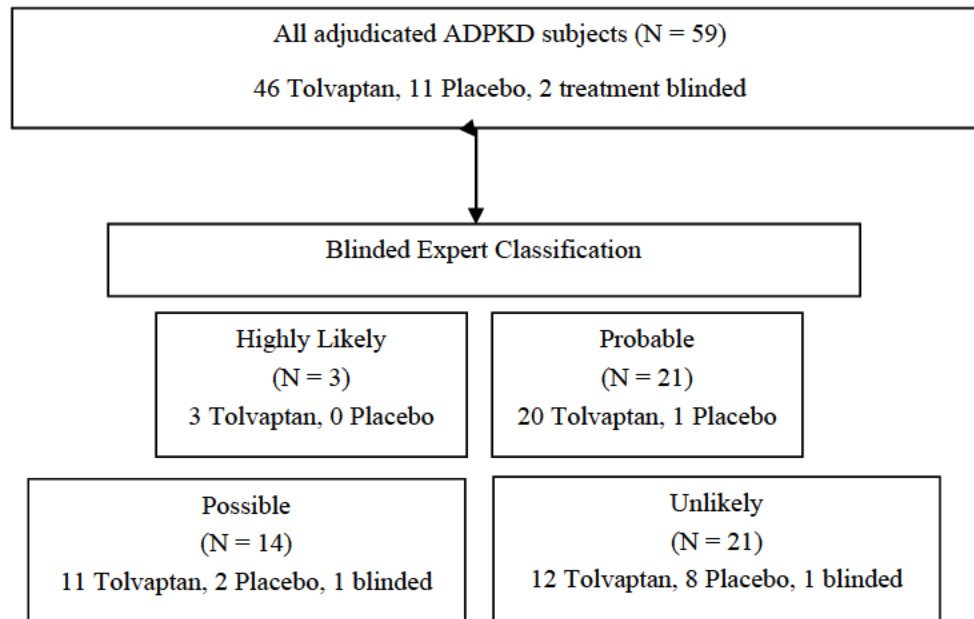 All adjudicated ADPKD subjects (N = 59)
46 Tolvaptan, 11 Placebo, 2 treatment blinded
Blinded Expert Classification
Highly Likely
(N = 3)
3 Tolvaptan, 0 Placebo
Probable
(N = 21)
20 Tolvaptan, 1 Placebo
Possible
(N = 14)
11 Tolvaptan, 2 Placebo, 1 blinded
Unlikely
(N = 21)
12 Tolvaptan, 8 Placebo, 1 blinded